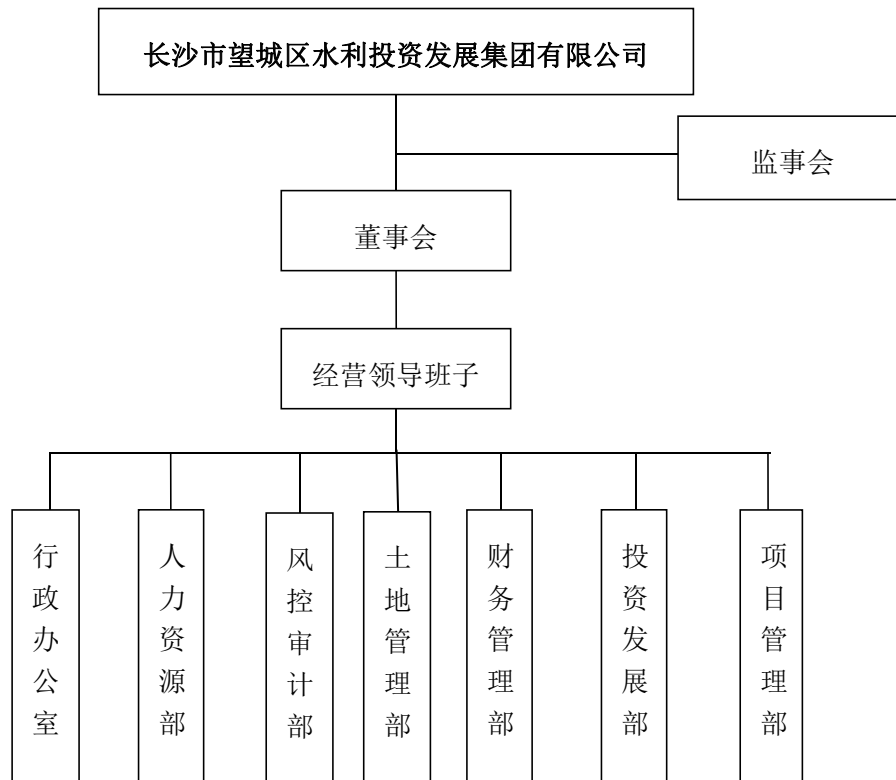 长沙市望城区水利投资发展集团有限公司
监事会
董事会
经营领导班子
行政办公室
人力资源部
风控审计部
土地管理部
财务管理部
投资发展部
项目管理部